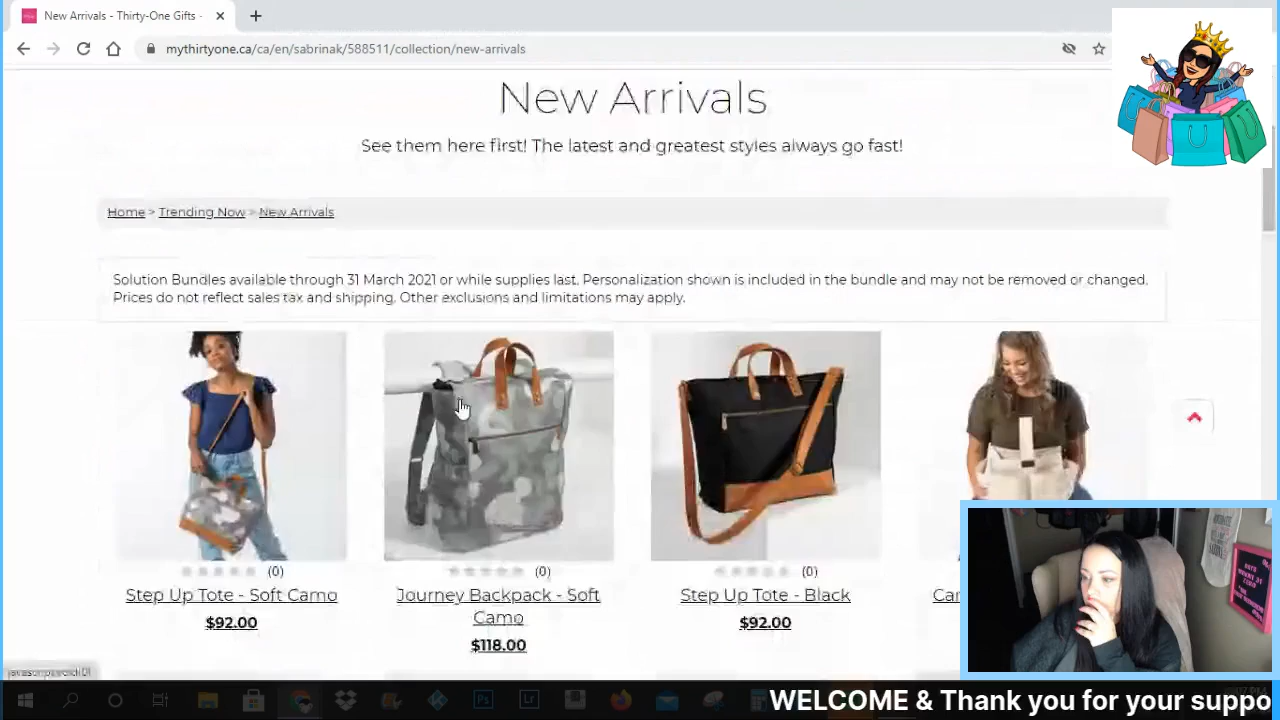 New Arrivals - Thirty-One Gifts -
mythirtyone.ca/ca/en/sabrinak/588511/collection/new-arrivals
New Arrivals
See them here first! The latest and greatest styles always go fast!
Home > Trending Now > New Arrivals
Solution Bundles available through 31 March 2021 or while supplies last. Personalization shown is included in the bundle and may not be removed or changed.
Prices do not reflect sales tax and shipping. Other exclusions and limitations may apply.
(0)
(0)
(0)
Step Up Tote - Soft Camo
$92.00
Journey Backpack - Soft
Camo
$118.00
Step Up Tote - Black
$92.00
WELCOME & Thank you for your suppo